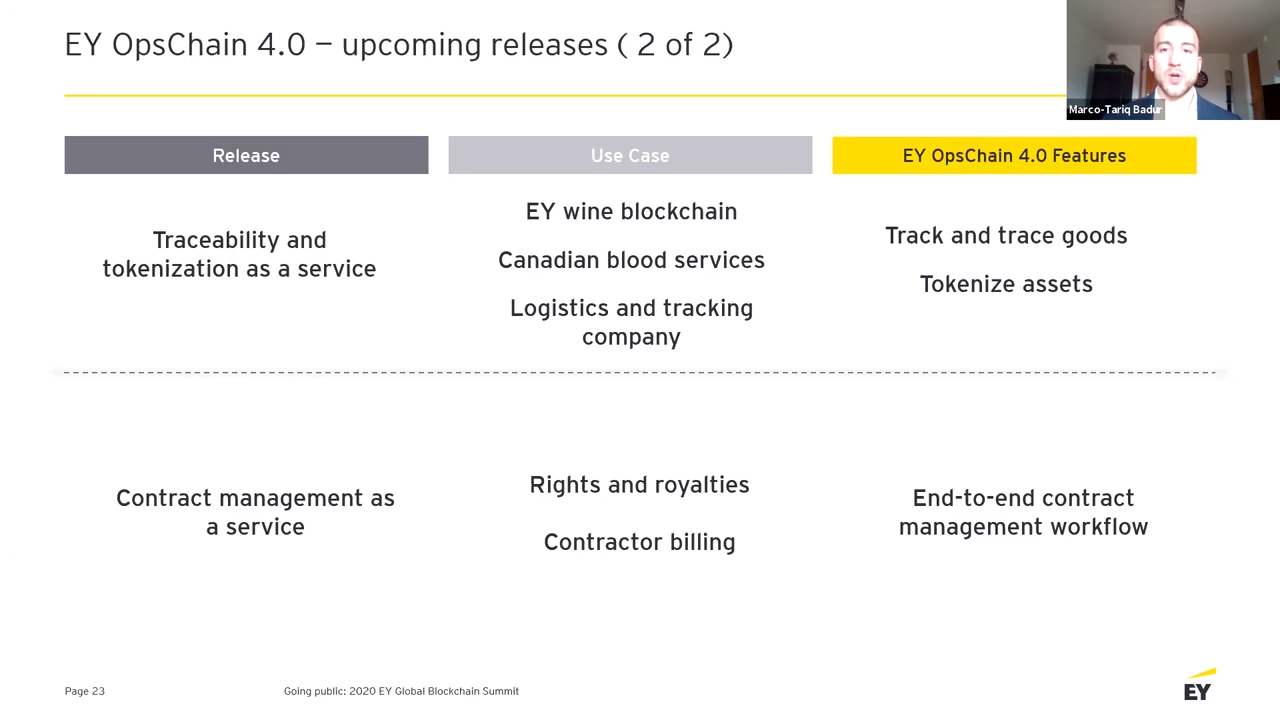 EY OpsChain 4.0 – upcoming releases ( 2 of 2)
Marco-Tariq Badur
Release
Use Case
EY OpsChain 4.0 Features
Traceability and
tokenization as a service
EY wine blockchain
Canadian blood services
Logistics and tracking
company
Track and trace goods
Tokenize assets
Contract management as
a service
Rights and royalties
Contractor billing
End-to-end contract
management workflow
Page 23
Going public: 2020 EY Global Blockchain Summit
EY